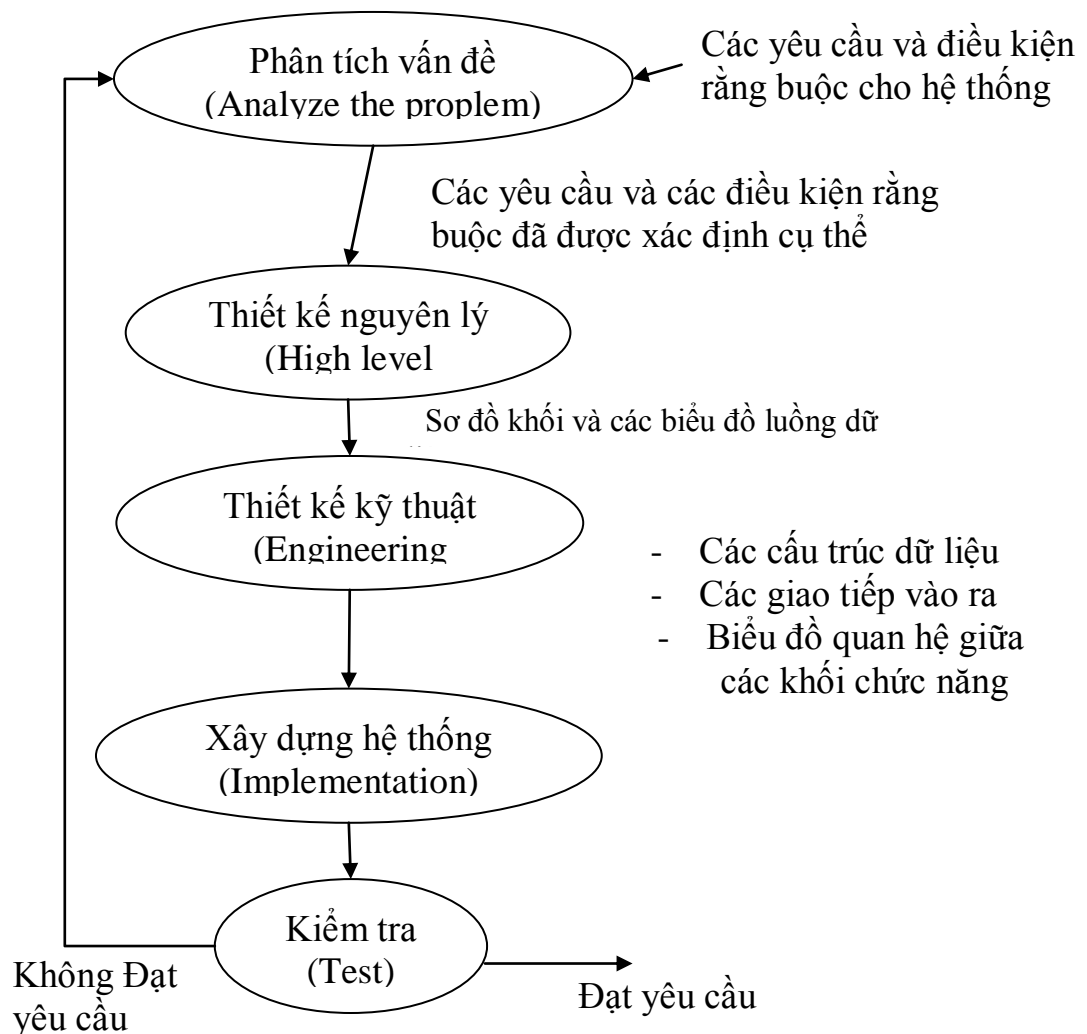 Phân tích vấn đề
(Analyze the proplem)
Các yêu cầu và điều kiện
rằng buộc cho hệ thống
Các yêu cầu và các điều kiện rằng
buộc đã được xác định cụ thể
Thiết kế nguyên lý
(High level
Sơ đồ khối và các biểu đồ luồng dữ
Thiết kế kỹ thuật
(Engineering
- Các cấu trúc dữ liệu
- Các giao tiếp vào ra
- Biểu đồ quan hệ giữa
các khối chức năng
Xây dựng hệ thống
(Implementation)
Kiểm tra
(Test)
Không Đạt
yêu cầu
Đạt yêu cầu